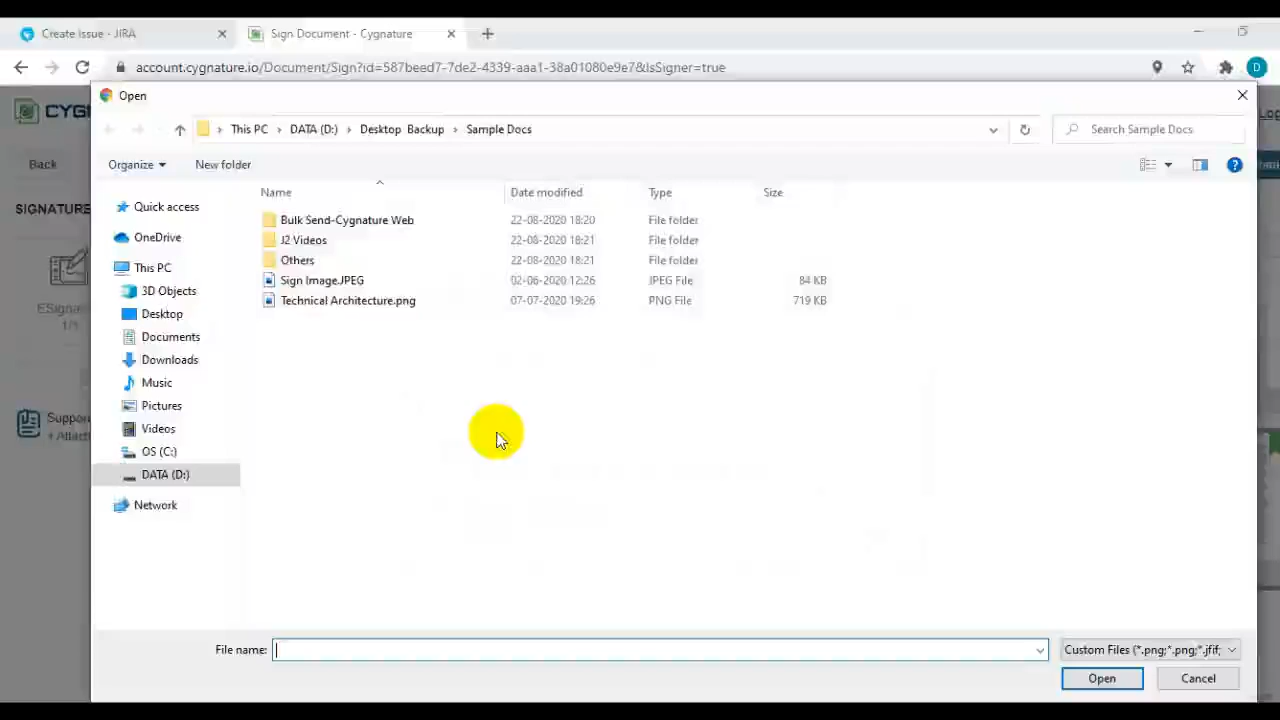 Create Issue - JIRA
Sign Document - Cygnature
account.cygnature.io/Document/Sign?id=587beed7-7de2-4339-aaa1-38a01080e9e7&IsSigner=true
D
Open
This PC > DATA (D:) > Desktop Backup > Sample Docs
Search Sample Docs
Back
Organize
New folder
Name
Date modified
Type
Size
SIGNATURE
Quick access
OneDrive
This PC
3D Objects
Desktop
Documents
Downloads
Music
Pictures
Videos
OS (C:)
DATA (D:)
Network
Bulk Send-Cygnature Web 22-08-2020 18:20 File folder
J2 Videos 22-08-2020 18:21 File folder
Others 22-08-2020 18:21 File folder
Sign Image.JPEG 02-06-2020 12:26 JPEG File 84 KB
Technical Architecture.png 07-07-2020 19:26 PNG File 719 KB
1/1
File name:
Custom Files (*.png;*.png;*.jfif;
Open
Cancel